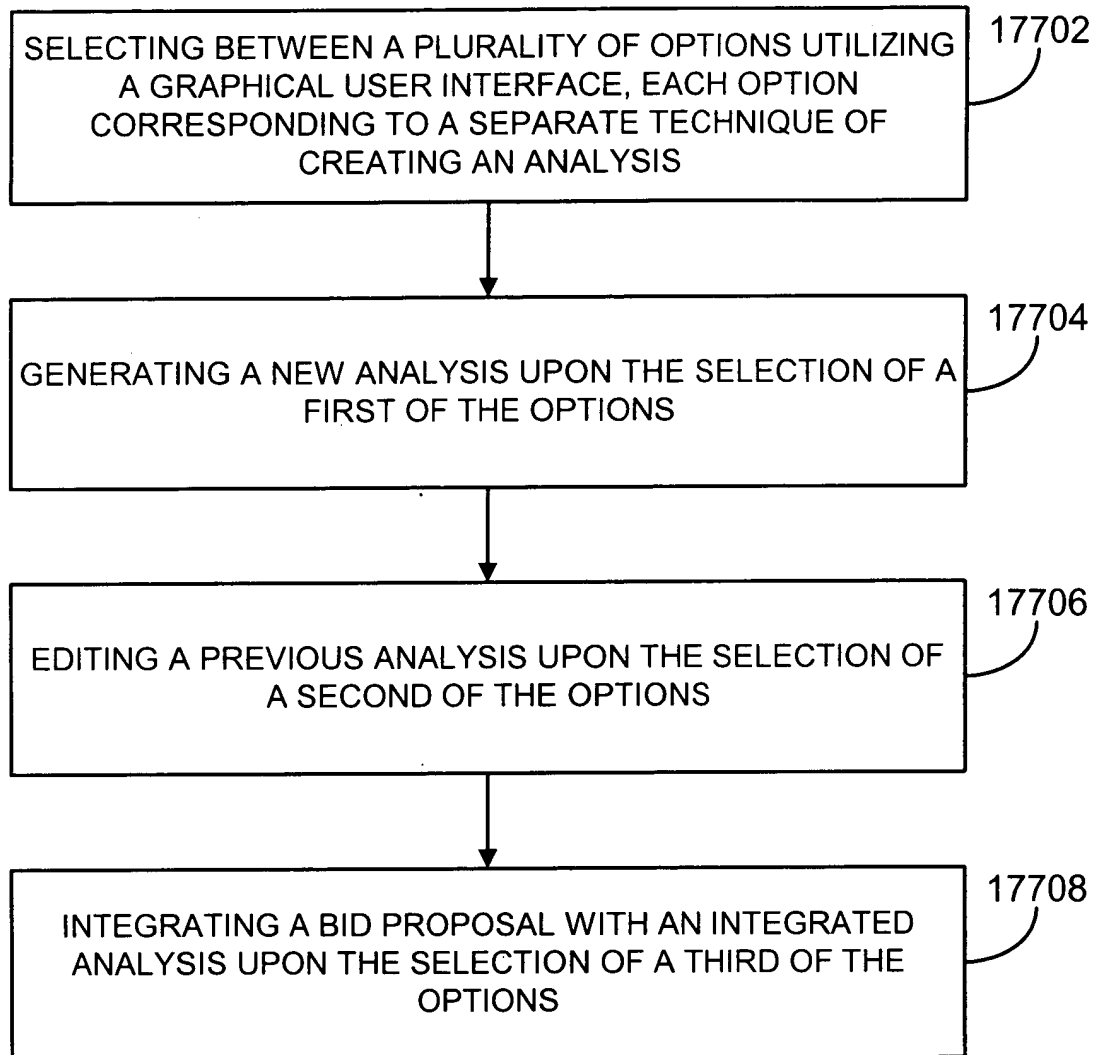 SELECTING BETWEEN A PLURALITY OF OPTIONS UTILIZING
A GRAPHICAL USER INTERFACE, EACH OPTION
CORRESPONDING TO A SEPARATE TECHNIQUE OF
CREATING AN ANALYSIS
17702
GENERATING A NEW ANALYSIS UPON THE SELECTION OF A
FIRST OF THE OPTIONS
17704
EDITING A PREVIOUS ANALYSIS UPON THE SELECTION OF
A SECOND OF THE OPTIONS
17706
INTEGRATING A BID PROPOSAL WITH AN INTEGRATED
ANALYSIS UPON THE SELECTION OF A THIRD OF THE
OPTIONS
17708